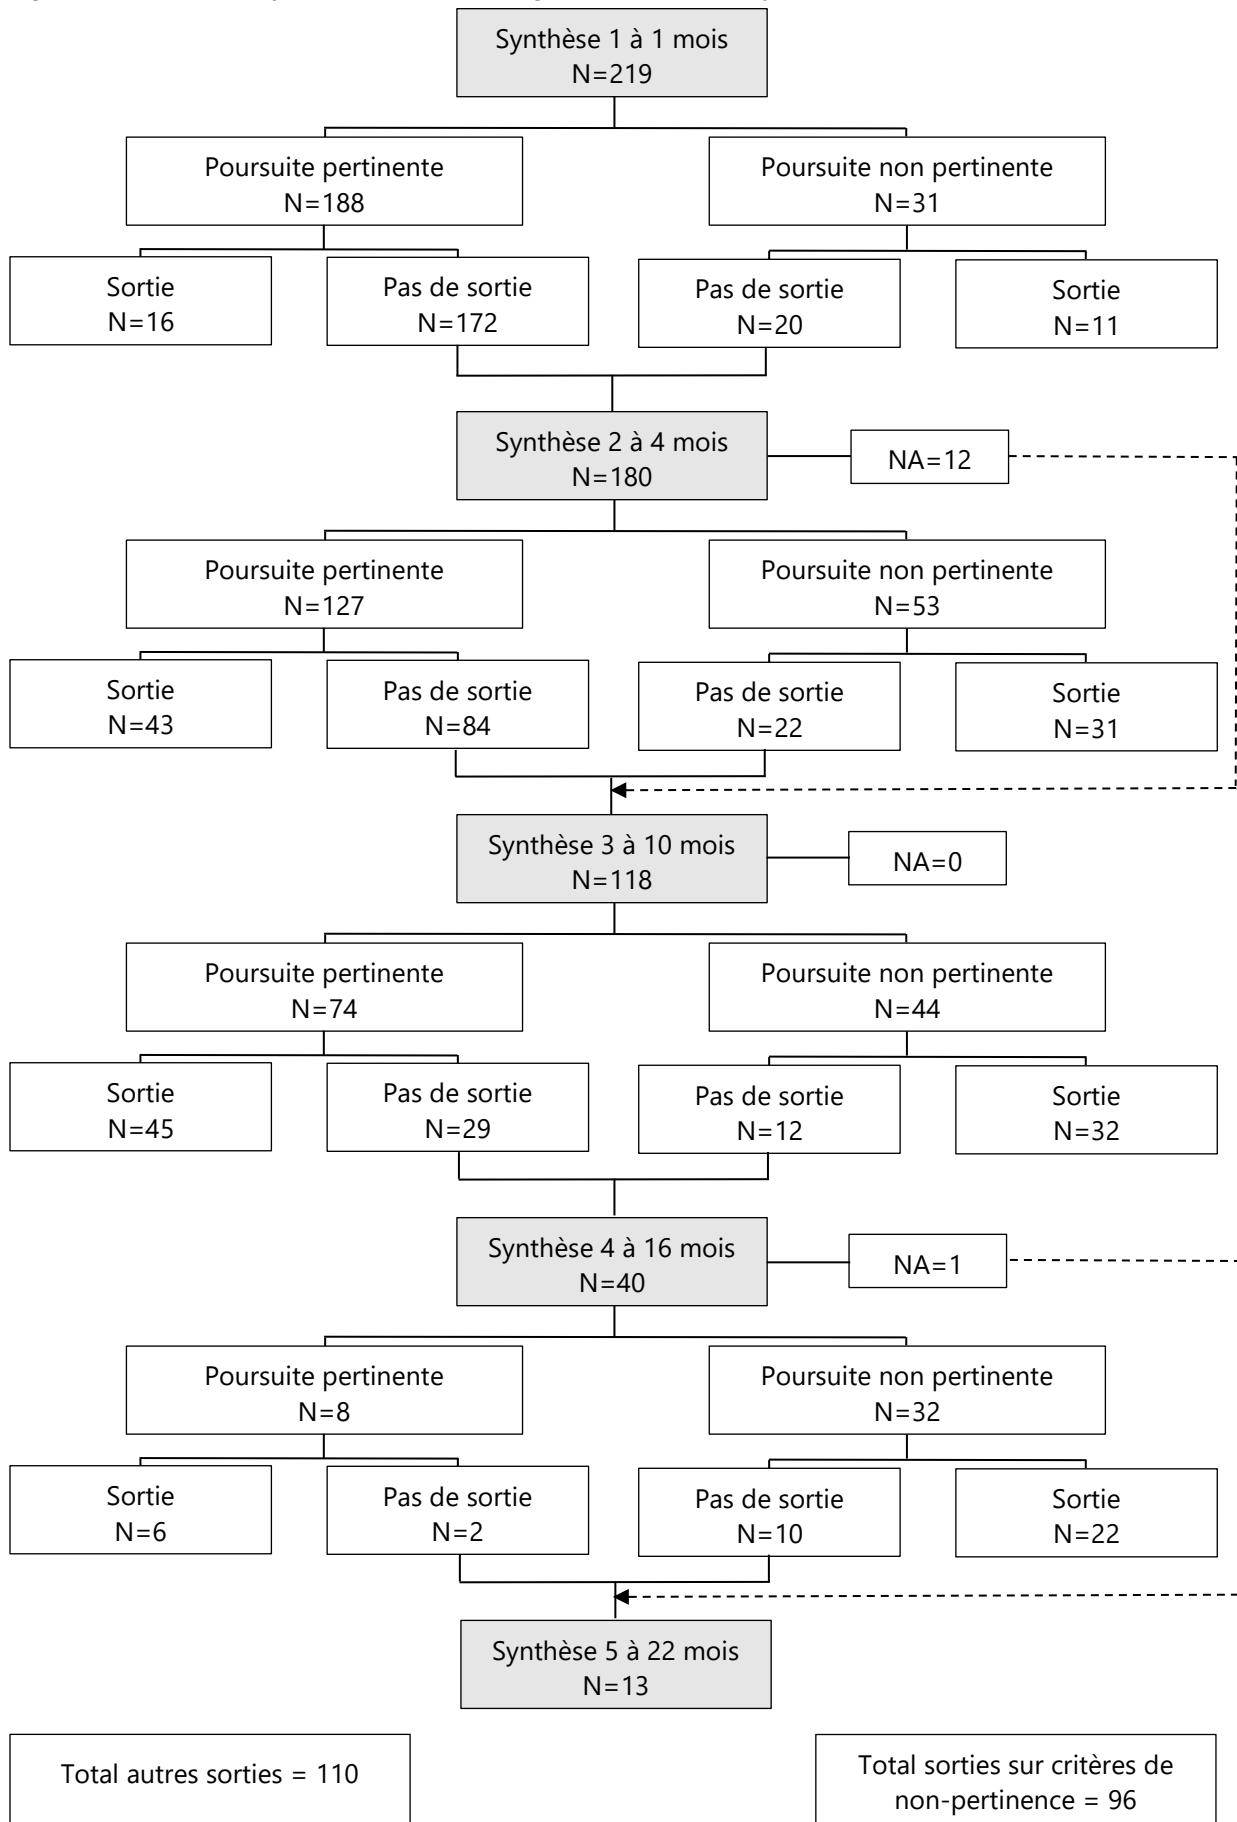 Synthèse 1 à 1 mois
N=219
Poursuite pertinente
N=188
Poursuite non pertinente
N=31
Sortie
N=16
Pas de sortie
N=172
Pas de sortie
N=20
Sortie
N=11
Synthèse 2 à 4 mois
N=180
NA=12
Poursuite pertinente
N=127
Poursuite non pertinente
N=53
Sortie
N=43
Pas de sortie
N=84
Pas de sortie
N=22
Sortie
N=31
Synthèse 3 à 10 mois
N=118
NA=0
Poursuite pertinente
N=74
Poursuite non pertinente
N=44
Sortie
N=45
Pas de sortie
N=29
Pas de sortie
N=12
Sortie
N=32
Synthèse 4 à 16 mois
N=40
NA=1
Poursuite pertinente
N=8
Poursuite non pertinente
N=32
Sortie
N=6
Pas de sortie
N=2
Pas de sortie
N=10
Sortie
N=22
Synthèse 5 à 22 mois
N=13
Total autres sorties = 110
Total sorties sur critères de
non-pertinence = 96